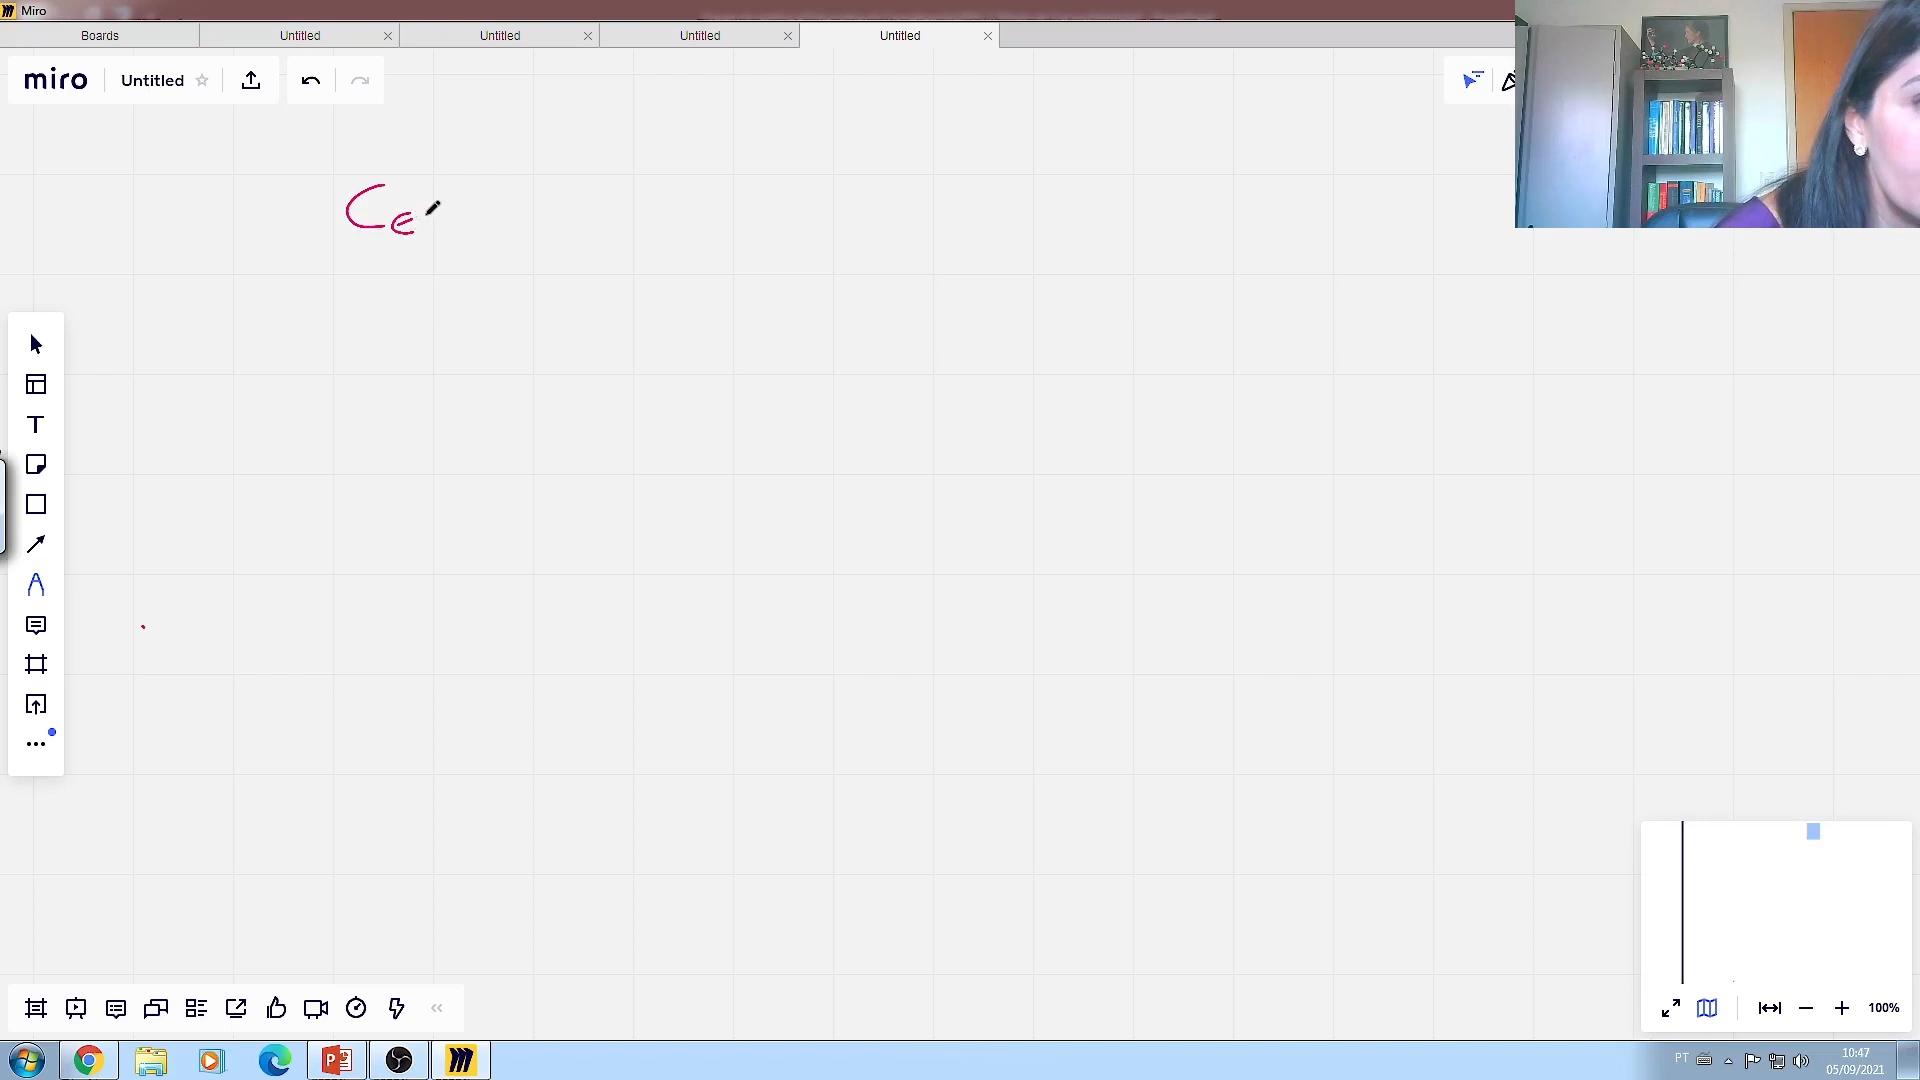 Miro
Boards Untitled Untitled Untitled Untitled
miro Untitled
Ce
T
100%
PT 10:47
05/09/2021